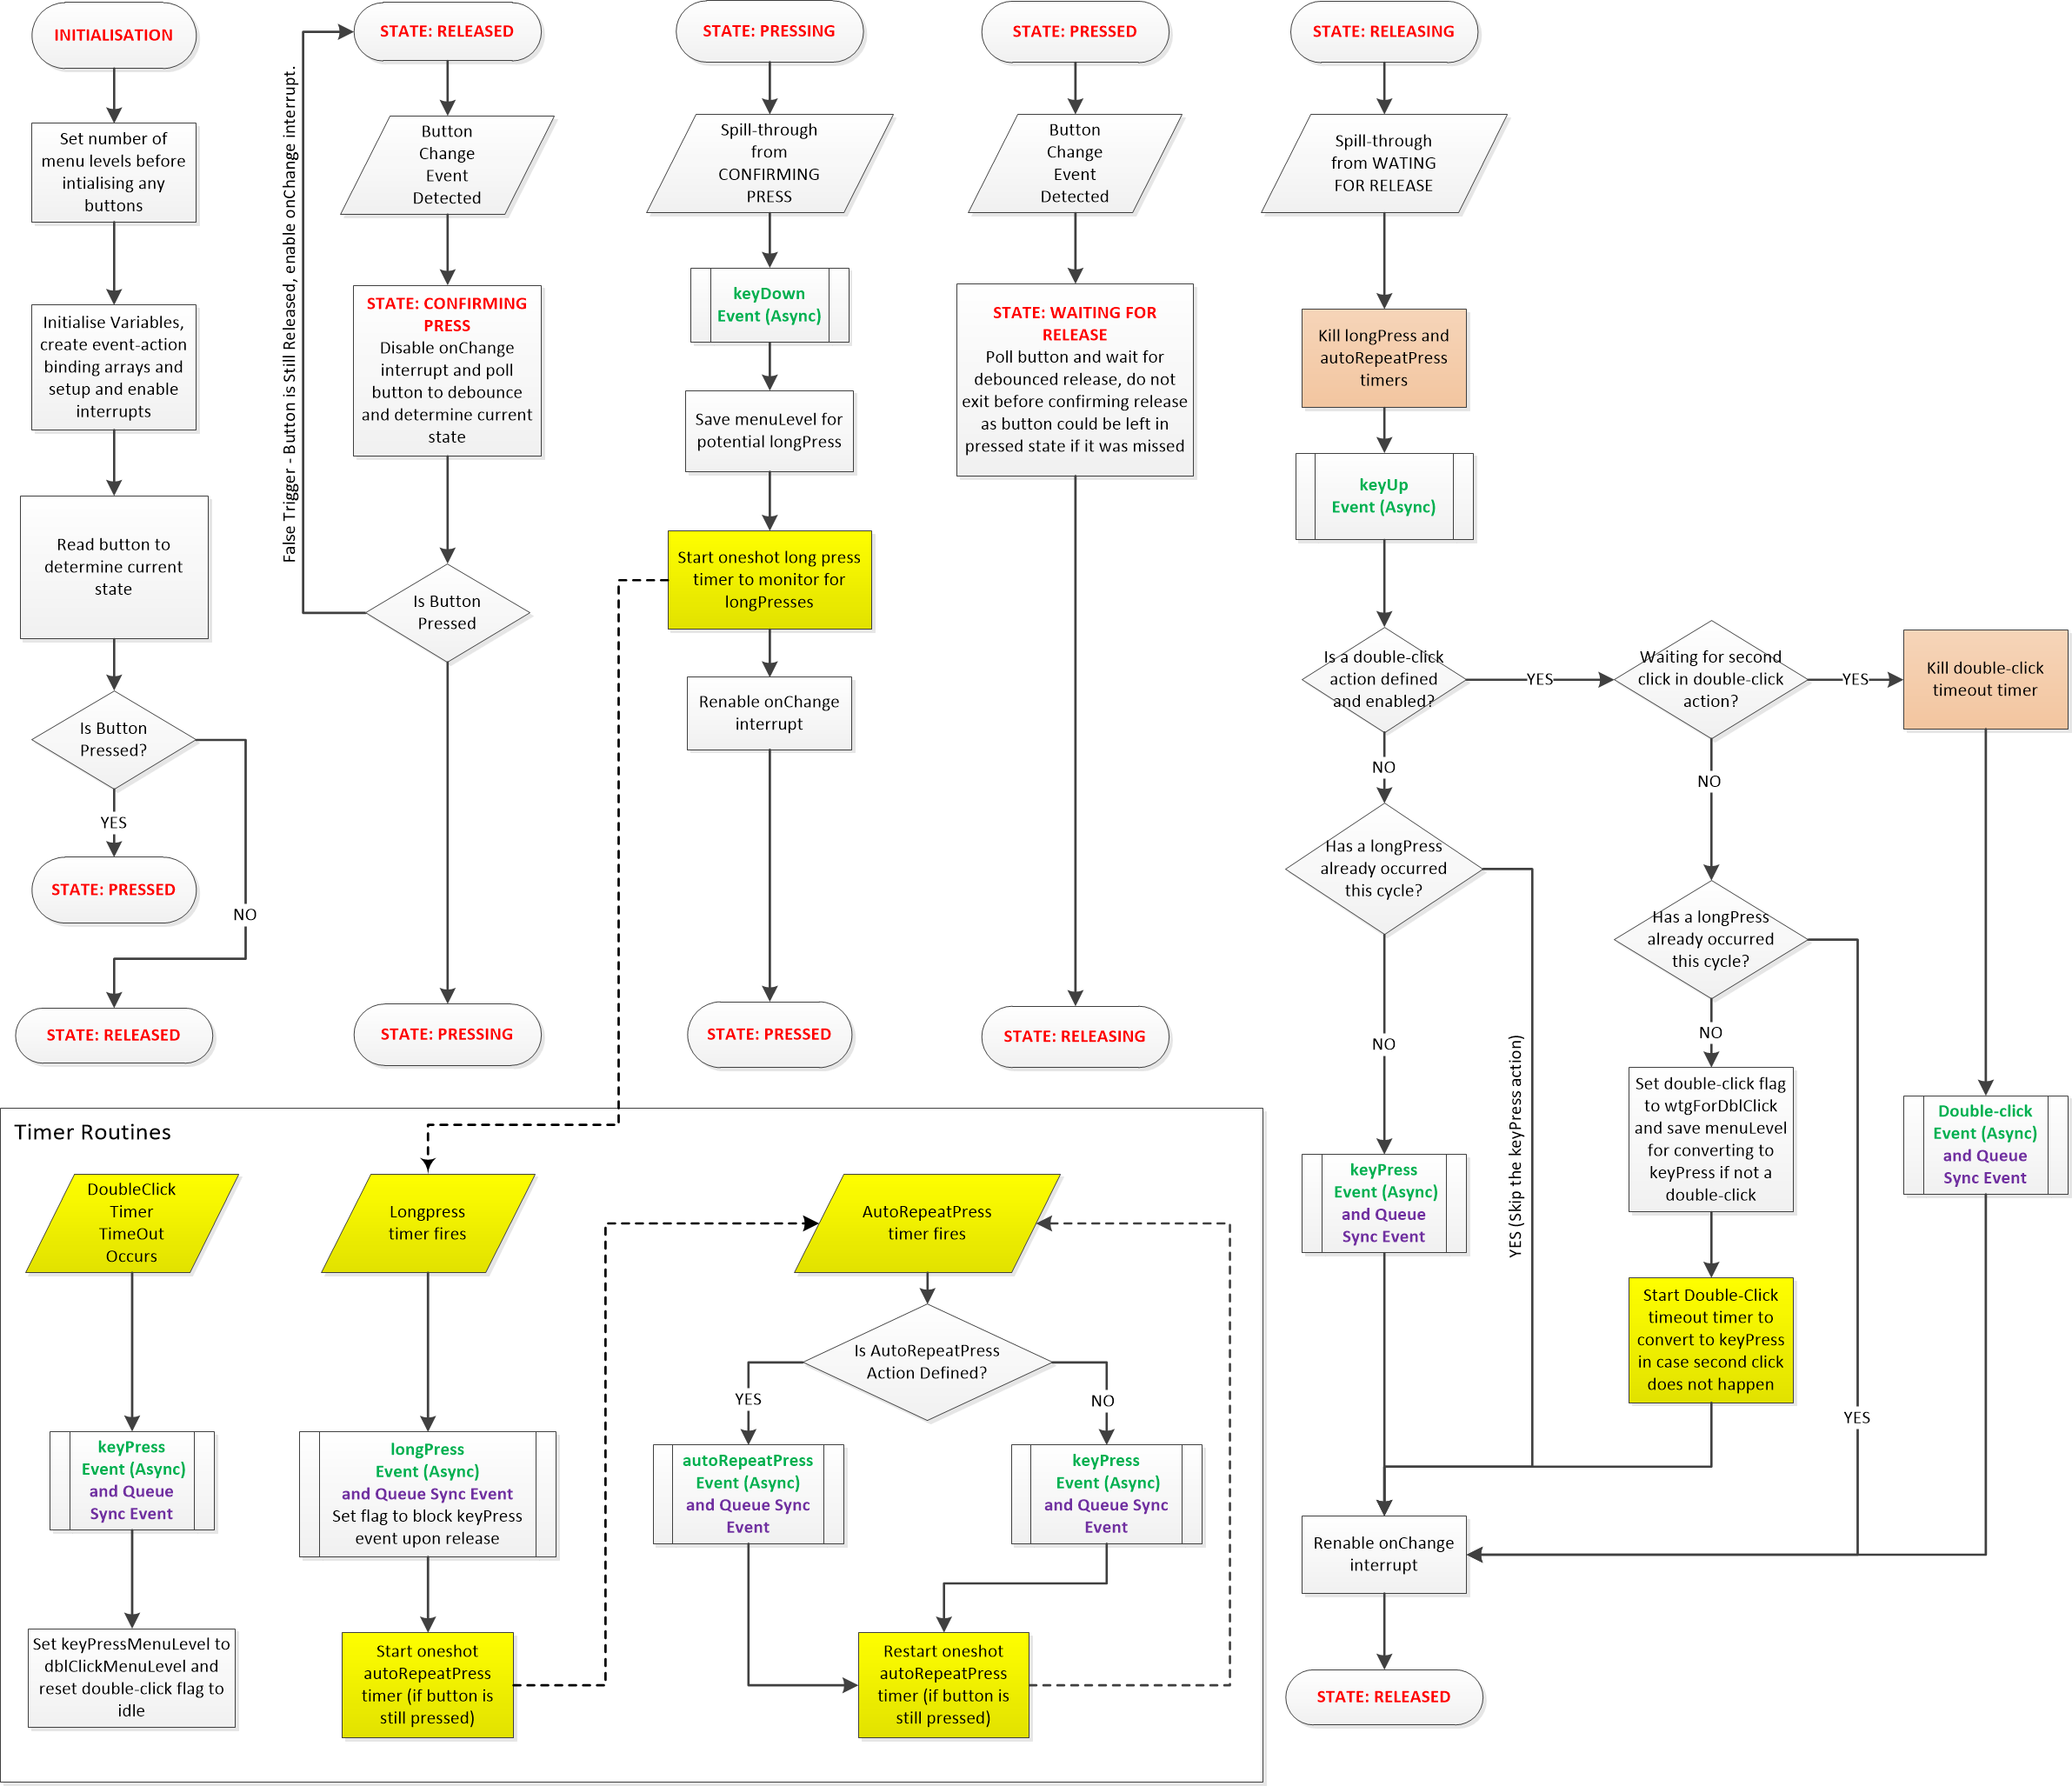 INITIALISATION
Set number of
menu levels before
intialising any
buttons
Initialise Variables,
create event-action
binding arrays and
setup and enable
interrupts
Read button to
determine current
state
Is Button
Pressed?
YES
STATE: PRESSED
NO
STATE: RELEASED
False Trigger - Button is Still Released, enable onChange interrupt.
STATE: RELEASED
Button
Change
Event
Detected
STATE: CONFIRMING
PRESS
Disable onChange
interrupt and poll
button to debounce
and determine current
state
Is Button
Pressed
STATE: PRESSING
STATE: PRESSING
Spill-through
from
CONFIRMING
PRESS
keyDown
Event (Async)
Save menuLevel for
potential longPress
Start oneshot long press
timer to monitor for
longPresses
Renable onChange
interrupt
STATE: PRESSED
STATE: PRESSED
Button
Change
Event
Detected
STATE: WAITING FOR
RELEASE
Poll button and wait for
debounced release, do not
exit before confirming release
as button could be left in
pressed state if it was missed
STATE: RELEASING
STATE: RELEASING
Spill-through
from WATING
FOR RELEASE
Kill longPress and
autoRepeatPress
timers
keyUp
Event (Async)
Is a double-click
action defined
and enabled?
YES
Waiting for second
click in double-click
action?
YES
Kill double-click
timeout timer
NO
Has a longPress
already occurred
this cycle?
NO
YES (Skip the keyPress action)
keyPress
Event (Async)
and Queue
Sync Event
NO
Has a longPress
already occurred
this cycle?
NO
Set double-click flag
to wtgForDblClick
and save menuLevel
for converting to
keyPress if not a
double-click
Start Double-Click
timeout timer to
convert to keyPress
in case second click
does not happen
YES
Double-click
Event (Async)
and Queue
Sync Event
Renable onChange
interrupt
STATE: RELEASED
Timer Routines
DoubleClick
Timer
TimeOut
Occurs
keyPress
Event (Async)
and Queue
Sync Event
Set keyPressMenuLevel to
dblClickMenuLevel and
reset double-click flag to
idle
Longpress
timer fires
longPress
Event (Async)
and Queue Sync Event
Set flag to block keyPress
event upon release
Start oneshot
autoRepeatPress
timer (if button is
still pressed)
AutoRepeatPress
timer fires
Is AutoRepeatPress
Action Defined?
YES
NO
autoRepeatPress
Event (Async)
and Queue Sync
Event
keyPress
Event (Async)
and Queue Sync
Event
Restart oneshot
autoRepeatPress
timer (if button is
still pressed)